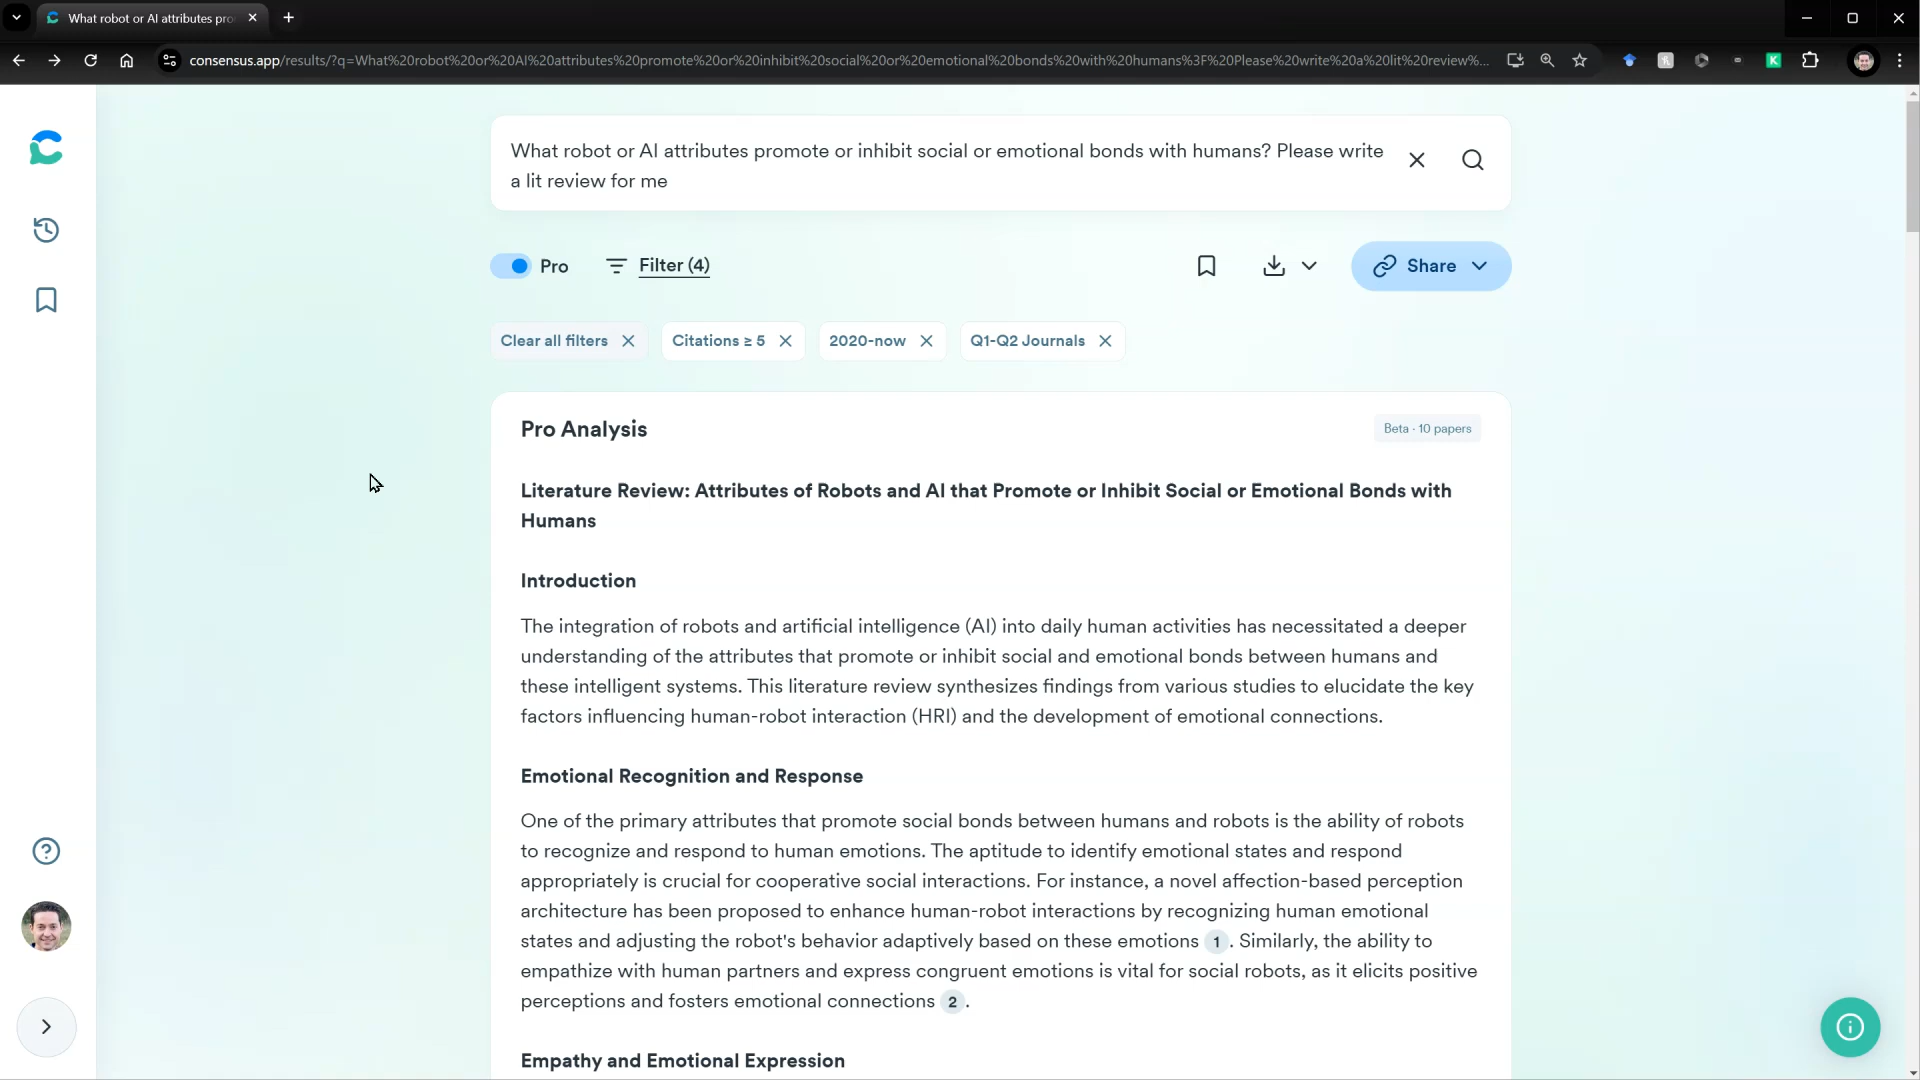 What robot or AI attributes pro
consensus.app/results/?q=What%20robot%20or%20AI%20attributes%20promote%20or%20inhibit%20social%20or%20emotional%20bonds%20with%20humans%3F%20Please%20write%20a%20lit%20review%...
What robot or AI attributes promote or inhibit social or emotional bonds with humans? Please write
a lit review for me
Pro
Filter (4)
Share
Clear all filters
Citations ≥ 5
2020-now
Q1-Q2 Journals
Pro Analysis
Beta · 10 papers
Literature Review: Attributes of Robots and AI that Promote or Inhibit Social or Emotional Bonds with
Humans
Introduction
The integration of robots and artificial intelligence (AI) into daily human activities has necessitated a deeper
understanding of the attributes that promote or inhibit social and emotional bonds between humans and
these intelligent systems. This literature review synthesizes findings from various studies to elucidate the key
factors influencing human-robot interaction (HRI) and the development of emotional connections.
Emotional Recognition and Response
One of the primary attributes that promote social bonds between humans and robots is the ability of robots
to recognize and respond to human emotions. The aptitude to identify emotional states and respond
appropriately is crucial for cooperative social interactions. For instance, a novel affection-based perception
architecture has been proposed to enhance human-robot interactions by recognizing human emotional
states and adjusting the robot's behavior adaptively based on these emotions 1. Similarly, the ability to
empathize with human partners and express congruent emotions is vital for social robots, as it elicits positive
perceptions and fosters emotional connections 2.
Empathy and Emotional Expression